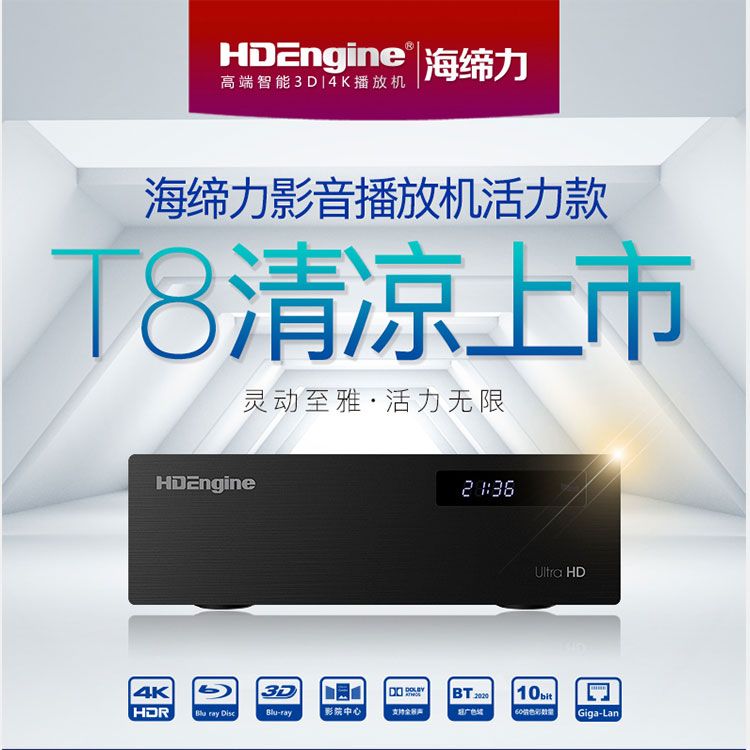 HDEngine®
高端智能3D|4K播放机
海缔力
海缔力影音播放机活力款
T8清凉上市
灵动至雅·活力无限
HDEngine
21:36
Ultra HD
4K HDR
Blu ray Disc
3D Blu-ray
影院中心
DOLBY ATMOS 支持全景声
BT.2020 超广色域
10bit 60倍色彩数量
Giga-Lan